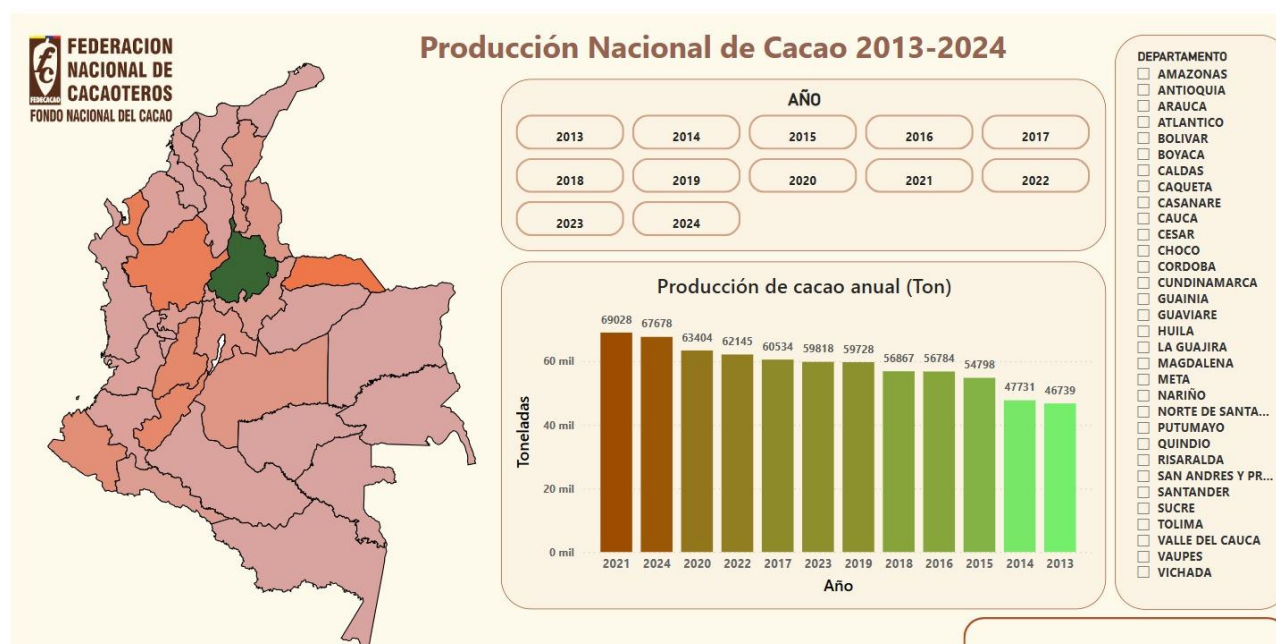 FEDERACION
NACIONAL DE
CACAOTEROS
FEDECACAO
FONDO NACIONAL DEL CACAO
Producción Nacional de Cacao 2013-2024
AÑO
2013 2014 2015 2016 2017
2018 2019 2020 2021 2022
2023 2024
Producción de cacao anual (Ton)
69028 67678 63404 62145 60534 59818 59728 56867 56784 54798 47731 46739
60 mil
40 mil
20 mil
0 mil
Toneladas
2021 2024 2020 2022 2017 2023 2019 2018 2016 2015 2014 2013
Año
DEPARTAMENTO
AMAZONAS
ANTIOQUIA
ARAUCA
ATLANTICO
BOLIVAR
BOYACA
CALDAS
CAQUETA
CASANARE
CAUCA
CESAR
CHOCO
CORDOBA
CUNDINAMARCA
GUAINIA
GUAVIARE
HUILA
LA GUAJIRA
MAGDALENA
META
NARIÑO
NORTE DE SANTA...
PUTUMAYO
QUINDIO
RISARALDA
SAN ANDRES Y PR...
SANTANDER
SUCRE
TOLIMA
VALLE DEL CAUCA
VAUPES
VICHADA